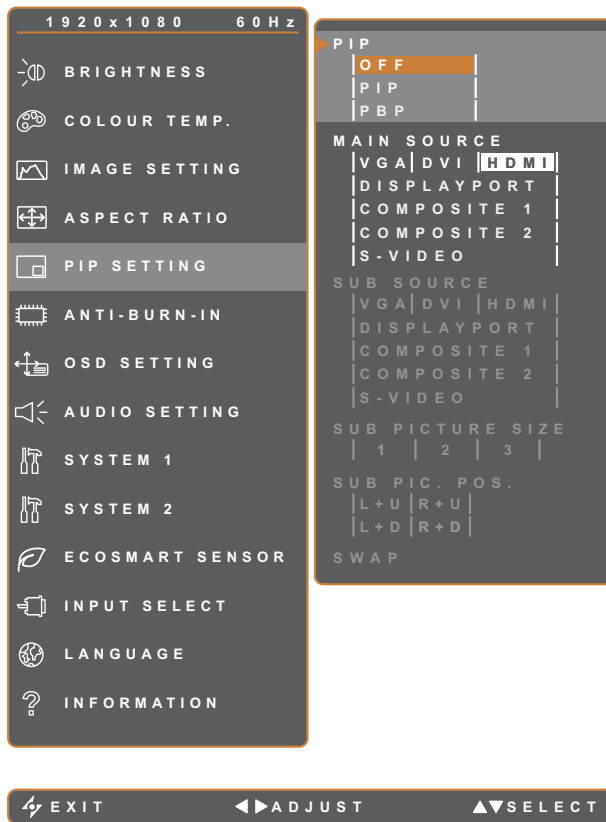 1920x1080 60Hz
BRIGHTNESS
COLOUR TEMP.
IMAGE SETTING
ASPECT RATIO
PIP SETTING
ANTI-BURN-IN
OSD SETTING
AUDIO SETTING
SYSTEM 1
SYSTEM 2
ECOSMART SENSOR
INPUT SELECT
LANGUAGE
INFORMATION
PIP
OFF
PIP
PBP
MAIN SOURCE
VGA DVI HDMI
DISPLAYPORT
COMPOSITE 1
COMPOSITE 2
S-VIDEO
SUB SOURCE
VGA DVI HDMI
DISPLAYPORT
COMPOSITE 1
COMPOSITE 2
S-VIDEO
SUB PICTURE SIZE
1 2 3
SUB PIC. POS.
L+U R+U
L+D R+D
SWAP
EXIT ADJUST SELECT